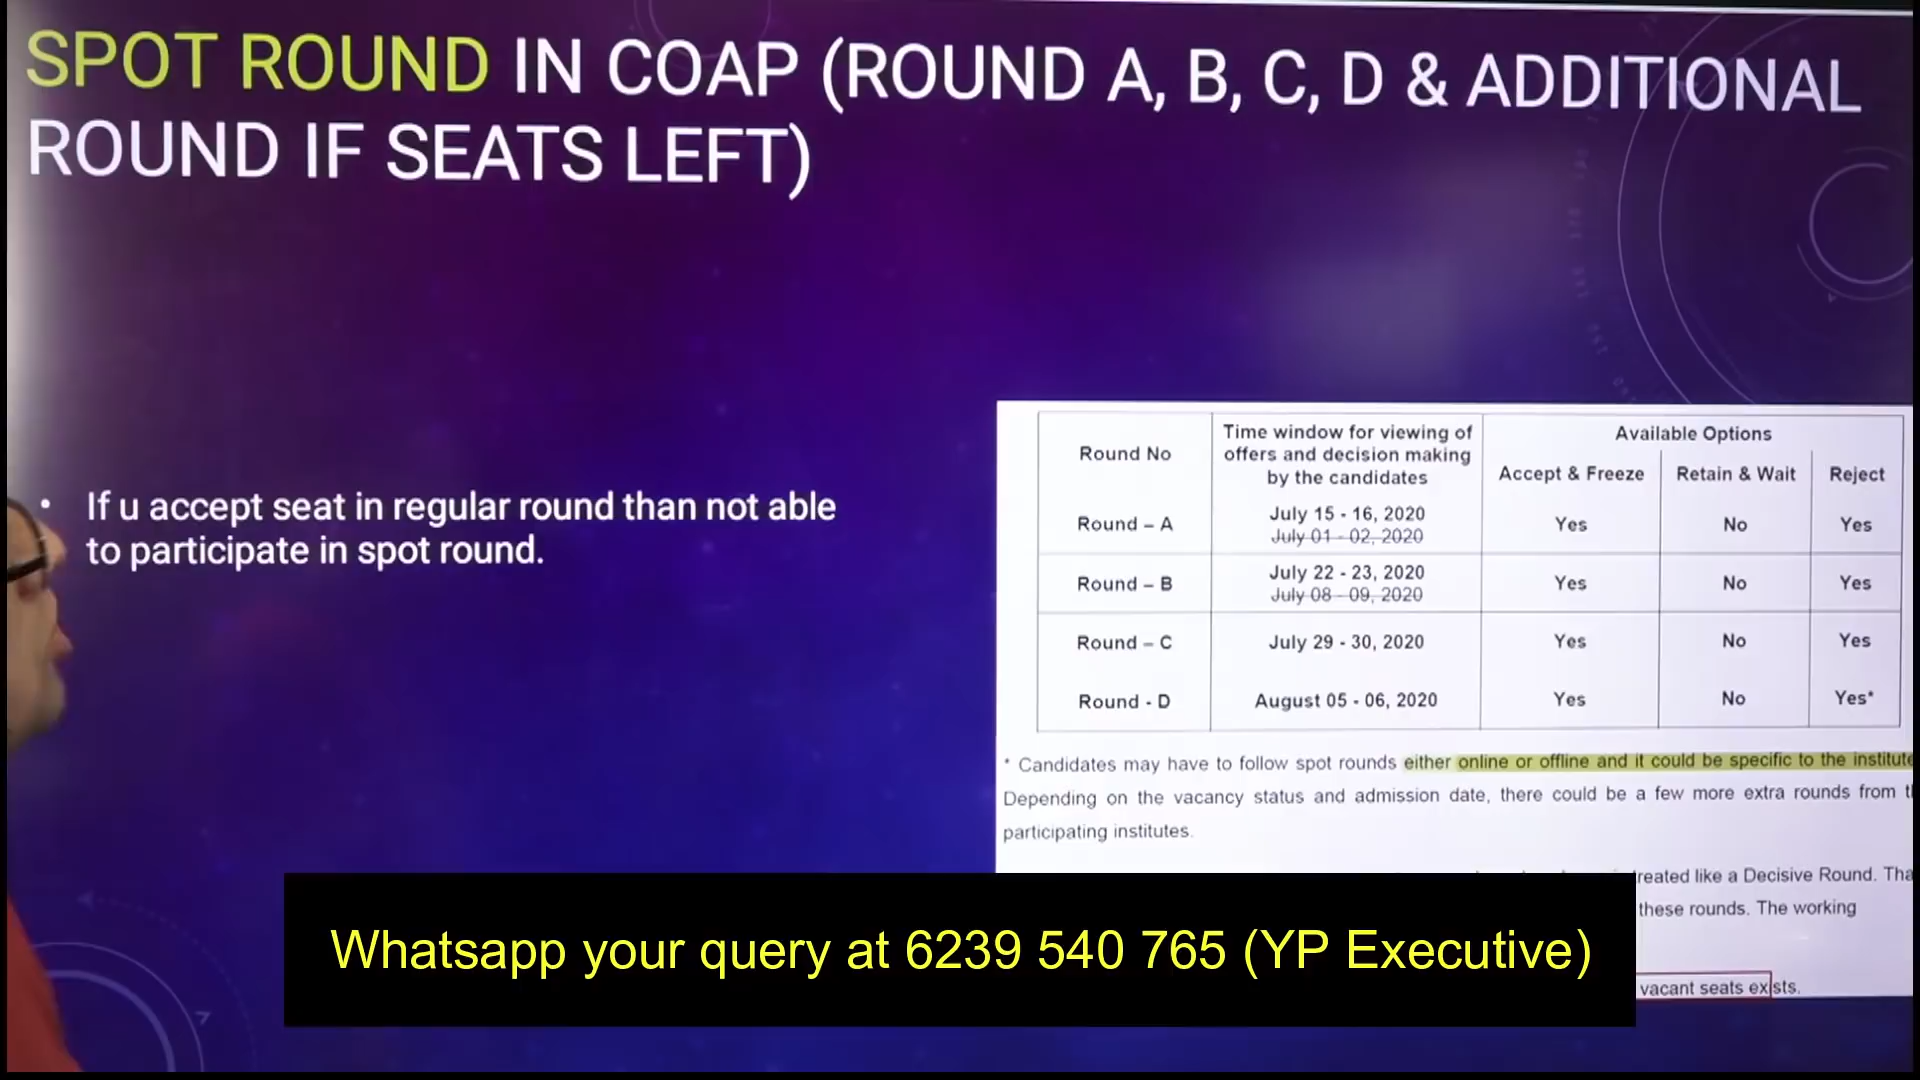 SPOT ROUND IN COAP (ROUND A, B, C, D & ADDITIONAL
ROUND IF SEATS LEFT)
• If u accept seat in regular round than not able
to participate in spot round.
Round No
Time window for viewing of
offers and decision making
by the candidates
Available Options
Accept & Freeze Retain & Wait Reject
Round – A
July 15 - 16, 2020
July 01 - 02, 2020
Yes No Yes
Round – B
July 22 - 23, 2020
July 08 - 09, 2020
Yes No Yes
Round – C July 29 - 30, 2020 Yes No Yes
Round - D August 05 - 06, 2020 Yes No Yes*
* Candidates may have to follow spot rounds either online or offline and it could be specific to the institute
Depending on the vacancy status and admission date, there could be a few more extra rounds from
participating institutes.
like a Decisive Round.
these rounds. The working
vacant seats exists.
Whatsapp your query at 6239 540 765 (YP Executive)